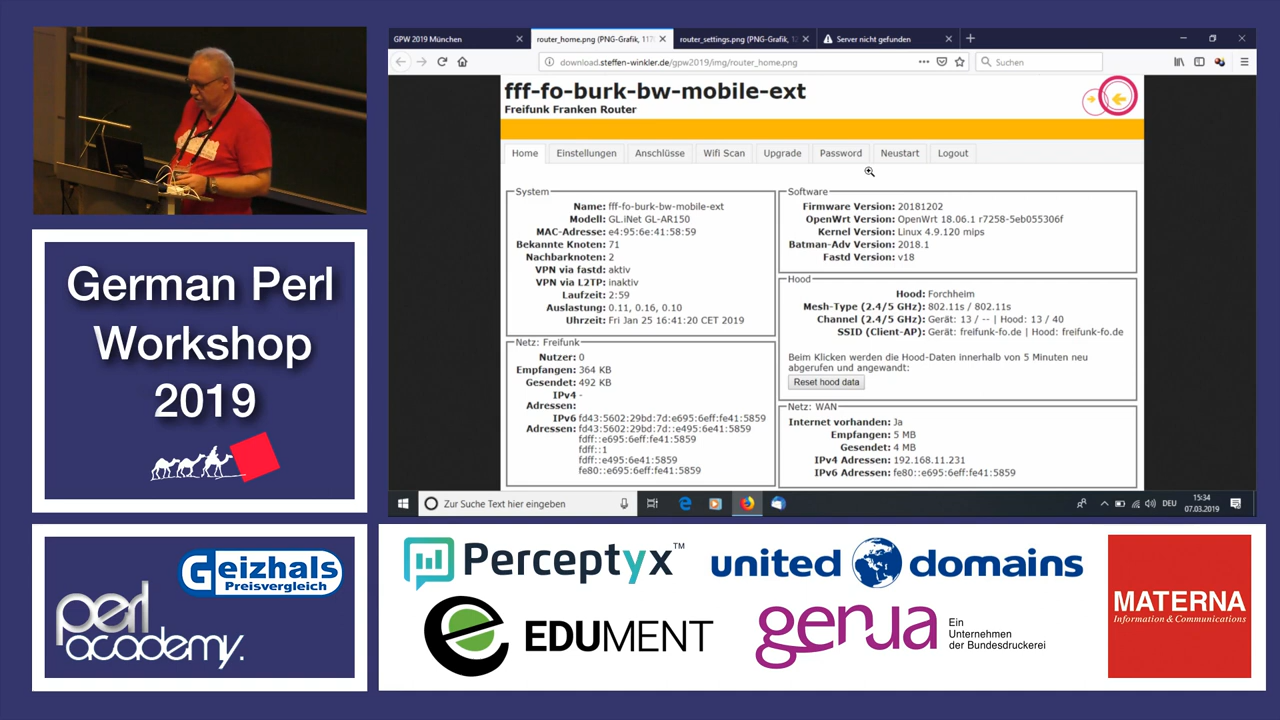 GPW 2019 München
router_home.png (PNG-Grafik, 117
router_settings.png (PNG-Grafik, 12
Server nicht gefunden
download.steffen-winkler.de/gpw2019/img/router_home.png
Suchen
fff-fo-burk-bw-mobile-ext
Freifunk Franken Router
Home Einstellungen Anschlüsse Wifi Scan Upgrade Password Neustart Logout
System
Name: fff-fo-burk-bw-mobile-ext
Modell: GL.iNet GL-AR150
MAC-Adresse: e4:95:6e:41:58:59
Bekannte Knoten: 71
Nachbarknoten: 2
VPN via fastd: aktiv
VPN via L2TP: inaktiv
Laufzeit: 2:59
Auslastung: 0.11, 0.16, 0.10
Uhrzeit: Fri Jan 25 16:41:20 CET 2019
Netz: Freifunk
Nutzer: 0
Empfangen: 364 KB
Gesendet: 492 KB
IPv4 -
Adressen:
IPv6 fd43:5602:29bd:7d:e695:6eff:fe41:5859
Adressen: fd43:5602:29bd:7d::e495:6e41:5859
fdff::e695:6eff:fe41:5859
fdff::1
fdff::e495:6e41:5859
fe80::e695:6eff:fe41:5859
Software
Firmware Version: 20181202
OpenWrt Version: OpenWrt 18.06.1 r7258-5eb055306f
Kernel Version: Linux 4.9.120 mips
Batman-Adv Version: 2018.1
Fastd Version: v18
Hood
Hood: Forchheim
Mesh-Type (2.4/5 GHz): 802.11s / 802.11s
Channel (2.4/5 GHz): Gerät: 13 / -- | Hood: 13 / 40
SSID (Client-AP): Gerät: freifunk-fo.de | Hood: freifunk-fo.de
Beim Klicken werden die Hood-Daten innerhalb von 5 Minuten neu
abgerufen und angewandt:
Reset hood data
Netz: WAN
Internet vorhanden: Ja
Empfangen: 5 MB
Gesendet: 4 MB
IPv4 Adressen: 192.168.11.231
IPv6 Adressen: fe80::e695:6eff:fe41:5859
Zur Suche Text hier eingeben
DEU
15:34
07.03.2019
German Perl
Workshop
2019
Geizhals
Preisvergleich
perl
academy.
Perceptyx™
united domains
EDUMENT
genua
Ein
Unternehmen
der Bundesdruckerei
MATERNA
Information & Communications